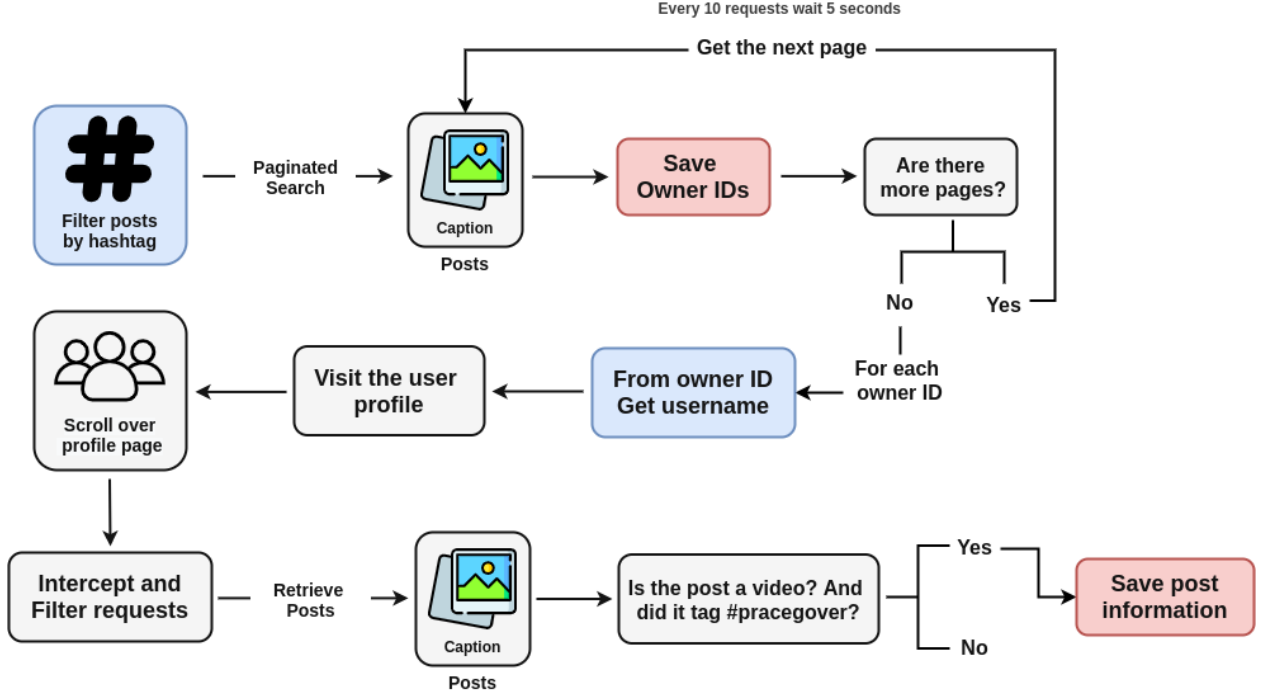 Every 10 requests wait 5 seconds
Get the next page
Filter posts
by hashtag
Paginated
Search
Caption
Posts
Save
Owner IDs
Are there
more pages?
No
Yes
For each
owner ID
From owner ID
Get username
Visit the user
profile
Scroll over
profile page
Intercept and
Filter requests
Retrieve
Posts
Caption
Posts
Is the post a video? And
did it tag #pracegover?
Yes
No
Save post
information